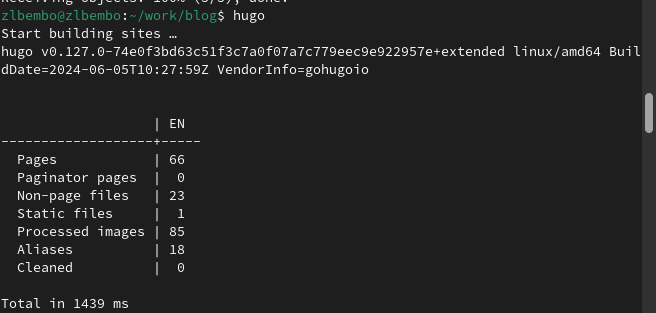 Receiving objects: 100% (3/3), done.
zlbembo@zlbembo:~/work/blog$ hugo
Start building sites …
hugo v0.127.0-74e0f3bd63c51f3c7a0f07a7c779eec9e922957e+extended linux/amd64 Buil
dDate=2024-06-05T10:27:59Z VendorInfo=gohugoio
| EN
-------------------+-----
Pages | 66
Paginator pages | 0
Non-page files | 23
Static files | 1
Processed images | 85
Aliases | 18
Cleaned | 0
Total in 1439 ms